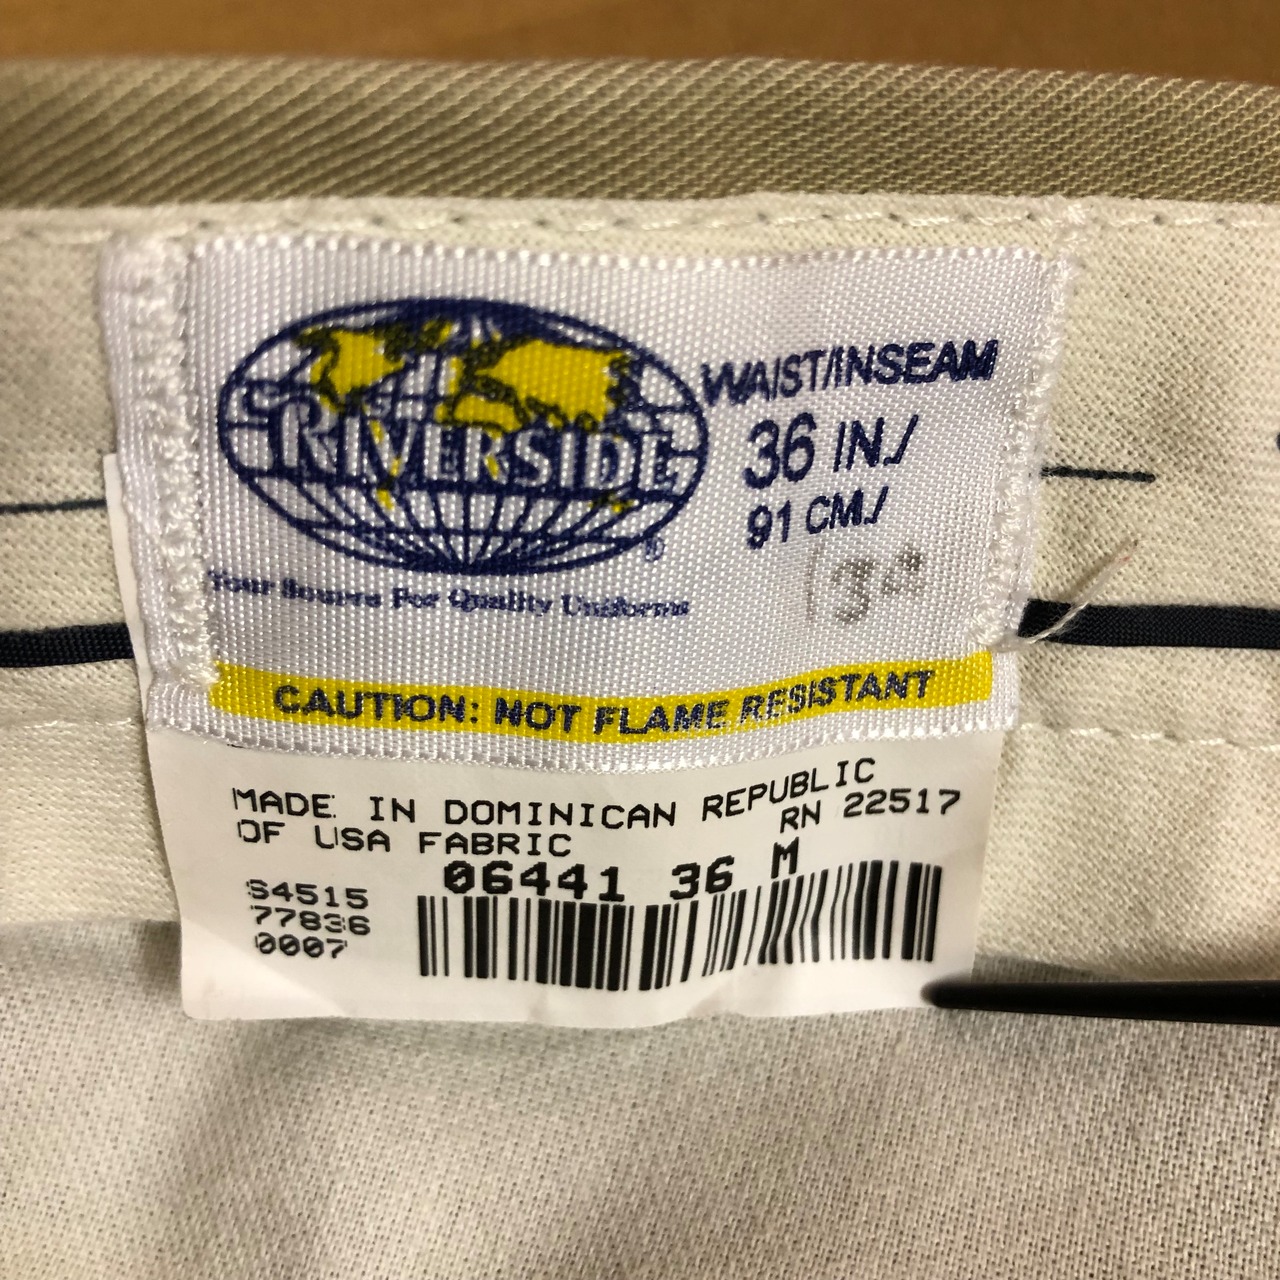 RIVERSIDE
®
Your Source For Quality Uniforms
WAIST/INSEAM
36 IN./
91 CM./
CAUTION: NOT FLAME RESISTANT
MADE IN DOMINICAN REPUBLIC
OF USA FABRIC
RN 22517
06441 36 M
S4515
77836
0007